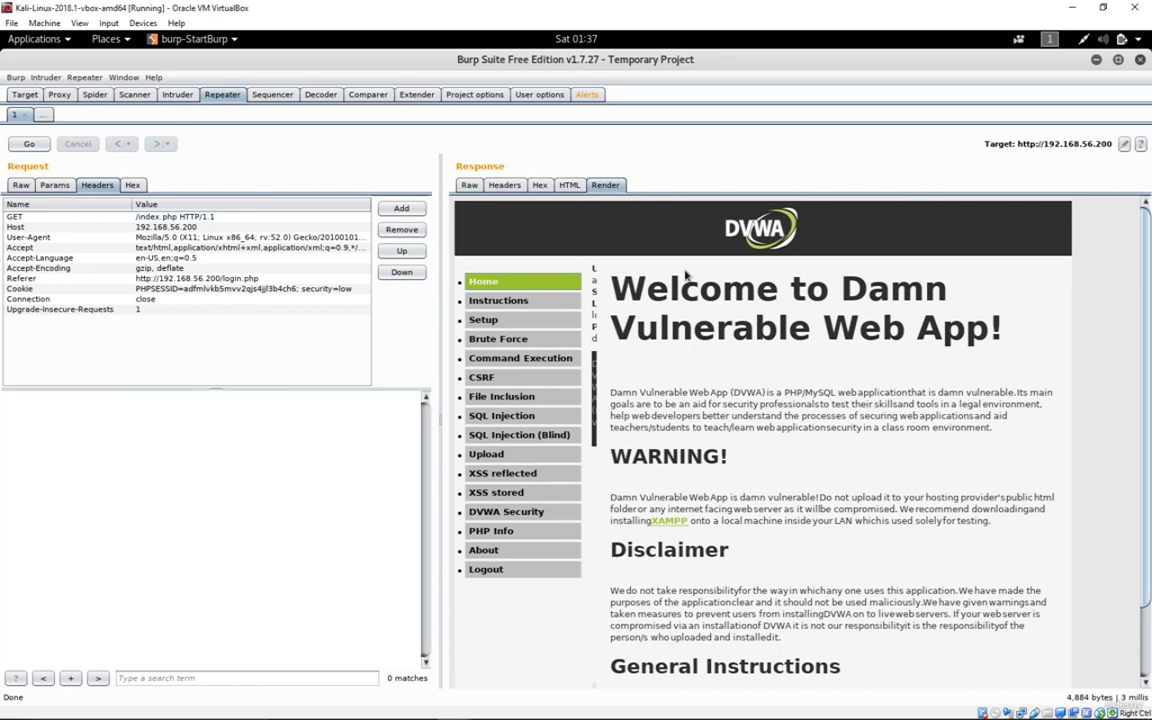 Kali-Linux-2018.1-vbox-amd64 [Running] - Oracle VM VirtualBox
File Machine View Input Devices Help
Applications Places burp-StartBurp Sat 01:37 1
Burp Suite Free Edition v1.7.27 - Temporary Project
Burp Intruder Repeater Window Help
Target Proxy Spider Scanner Intruder Repeater Sequencer Decoder Comparer Extender Project options User options Alerts
1 × ...
Go Cancel < > Target: http://192.168.56.200 ?
Request
Raw Params Headers Hex
Name Value
GET /index.php HTTP/1.1
Host 192.168.56.200
User-Agent Mozilla/5.0 (X11; Linux x86_64; rv:52.0) Gecko/20100101...
Accept text/html,application/xhtml+xml,application/xml;q=0.9,*/...
Accept-Language en-US,en;q=0.5
Accept-Encoding gzip, deflate
Referer http://192.168.56.200/login.php
Cookie PHPSESSID=adfmlvkb5mvv2qjs4jjl3b4ch6; security=low
Connection close
Upgrade-Insecure-Requests 1
Add
Remove
Up
Down
? < + > Type a search term 0 matches
Done
Response
Raw Headers Hex HTML Render
DVWA
Home
Instructions
Setup
Brute Force
Command Execution
CSRF
File Inclusion
SQL Injection
SQL Injection (Blind)
Upload
XSS reflected
XSS stored
DVWA Security
PHP Info
About
Logout
Welcome to Damn
Vulnerable Web App!
Damn Vulnerable Web App (DVWA) is a PHP/MySQL web application that is damn vulnerable. Its main
goals are to be an aid for security professionals to test their skills and tools in a legal environment,
help web developers better understand the processes of securing web applications and aid
teachers/students to teach/learn web application security in a class room environment.
WARNING!
Damn Vulnerable Web App is damn vulnerable! Do not upload it to your hosting provider's public html
folder or any internet facing web server as it will be compromised. We recommend downloading and
installing XAMPP onto a local machine inside your LAN which is used solely for testing.
Disclaimer
We do not take responsibility for the way in which any one uses this application. We have made the
purposes of the application clear and it should not be used maliciously. We have given warnings and
taken measures to prevent users from installing DVWA on to live web servers. If your web server is
compromised via an installation of DVWA it is not our responsibility it is the responsibility of the
person/s who uploaded and installed it.
General Instructions
4,884 bytes | 3 millis
Right Ctrl